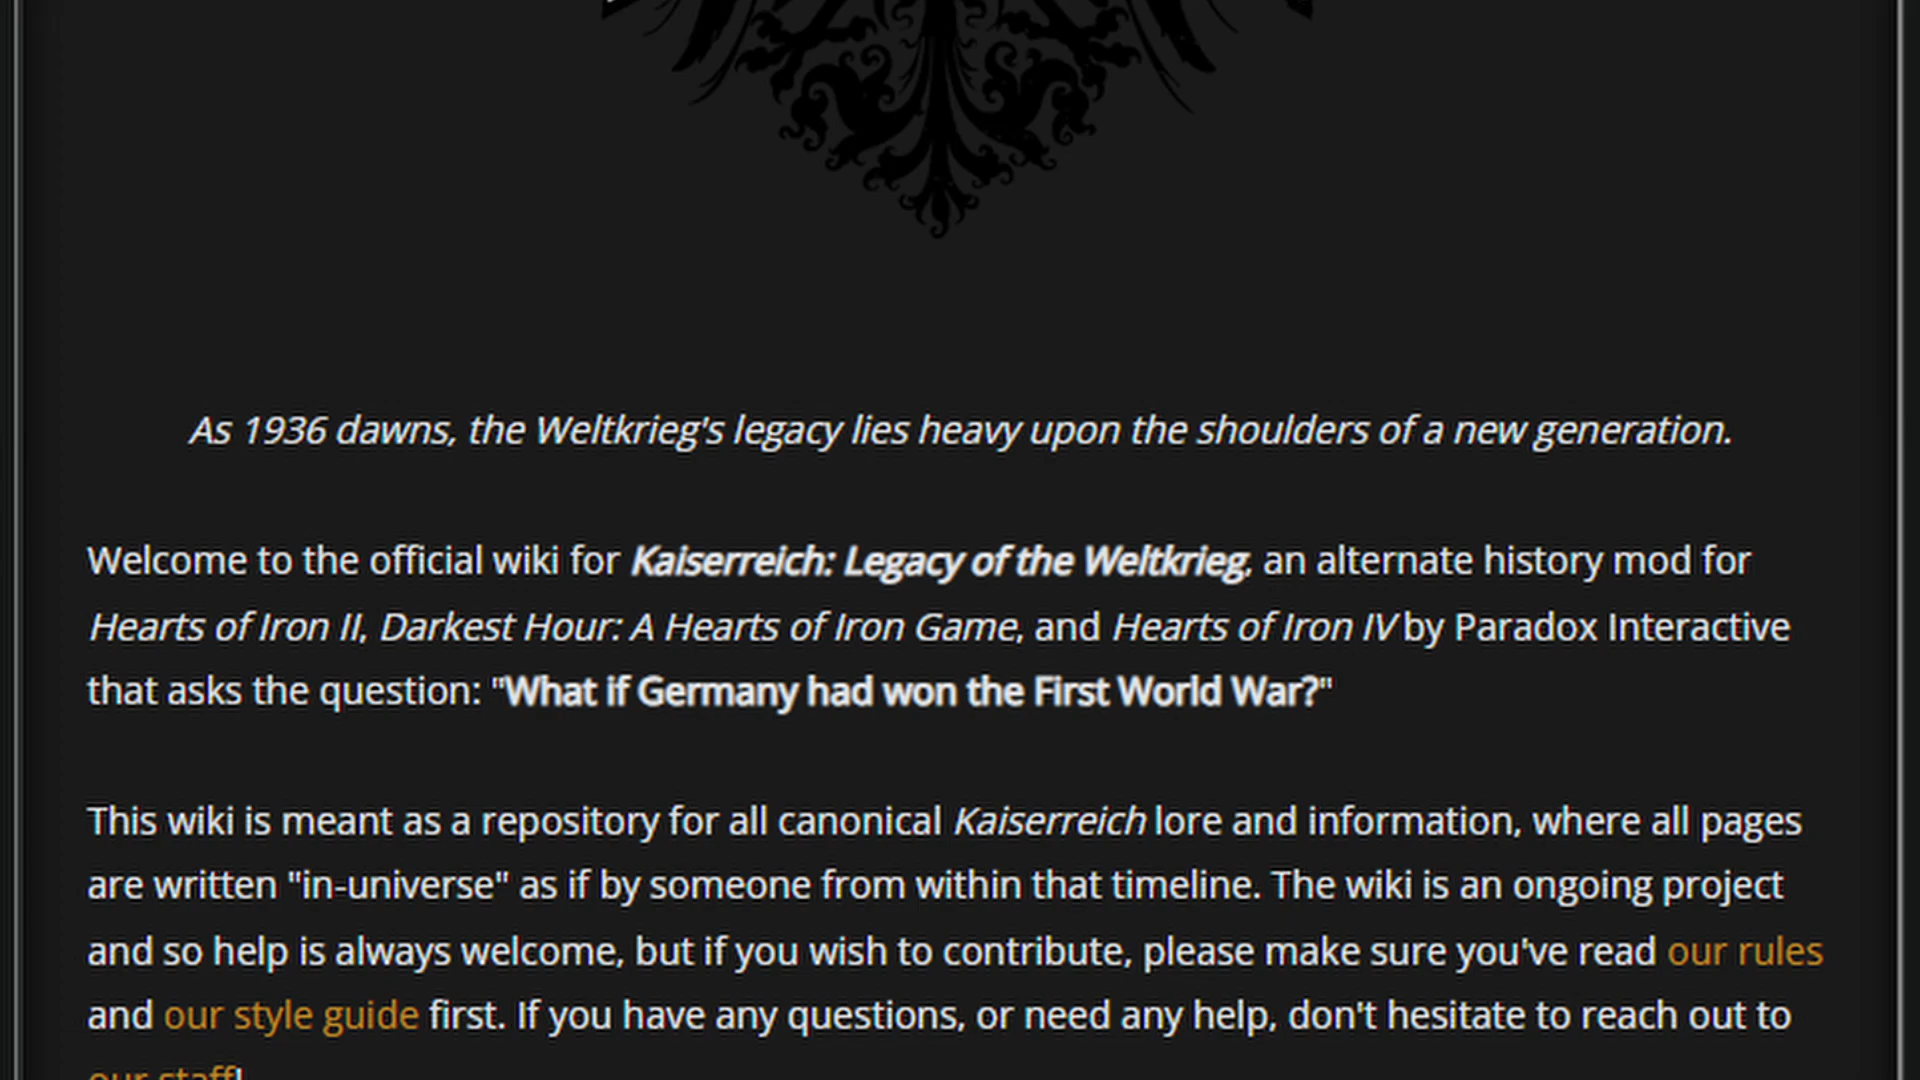 As 1936 dawns, the Weltkrieg's legacy lies heavy upon the shoulders of a new generation.
Welcome to the official wiki for Kaiserreich: Legacy of the Weltkrieg, an alternate history mod for
Hearts of Iron II, Darkest Hour: A Hearts of Iron Game, and Hearts of Iron IV by Paradox Interactive
that asks the question: "What if Germany had won the First World War?"
This wiki is meant as a repository for all canonical Kaiserreich lore and information, where all pages
are written "in-universe" as if by someone from within that timeline. The wiki is an ongoing project
and so help is always welcome, but if you wish to contribute, please make sure you've read our rules
and our style guide first. If you have any questions, or need any help, don't hesitate to reach out to
our staff!